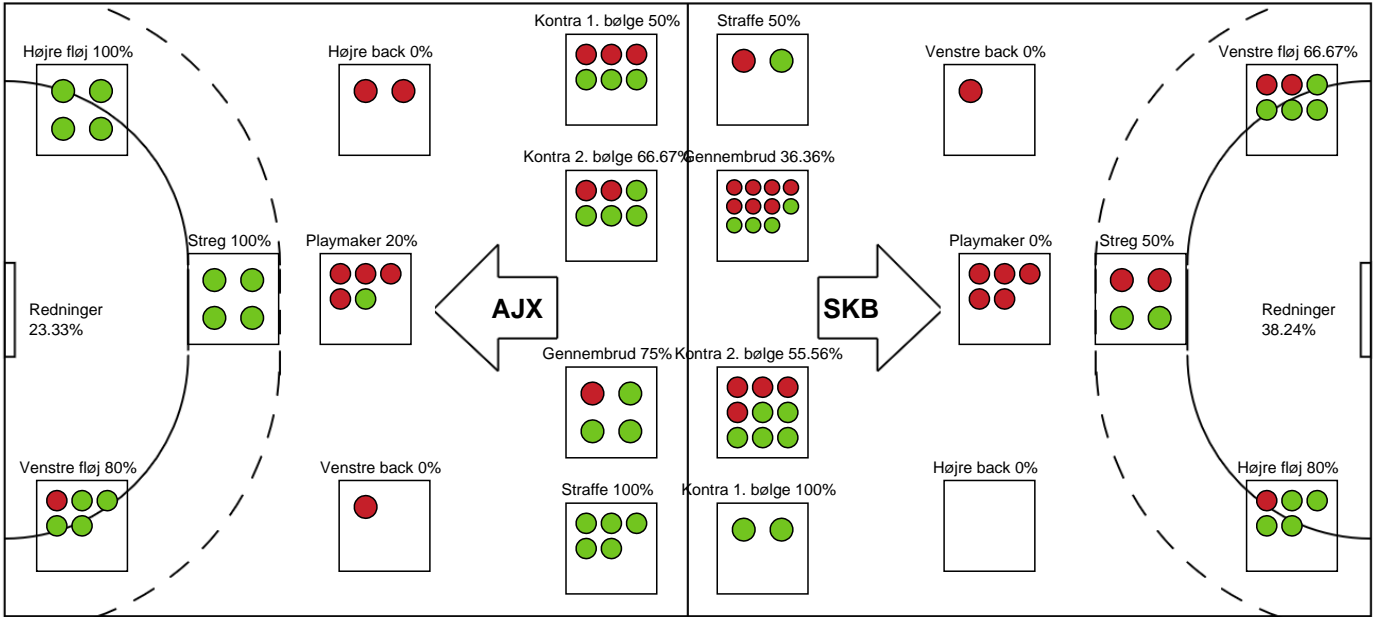 Kontra 1. bølge 50%
Straffe 50%
Højre fløj 100%
Højre back 0%
Venstre back 0%
Venstre fløj 66.67%
Kontra 2. bølge 66.67%
Gennembrud 36.36%
Streg 100%
Playmaker 20%
Playmaker 0%
Streg 50%
Redninger
23.33%
AJX
SKB
Redninger
38.24%
Gennembrud 75%
Kontra 2. bølge 55.56%
Venstre fløj 80%
Venstre back 0%
Straffe 100%
Kontra 1. bølge 100%
Højre back 0%
Højre fløj 80%